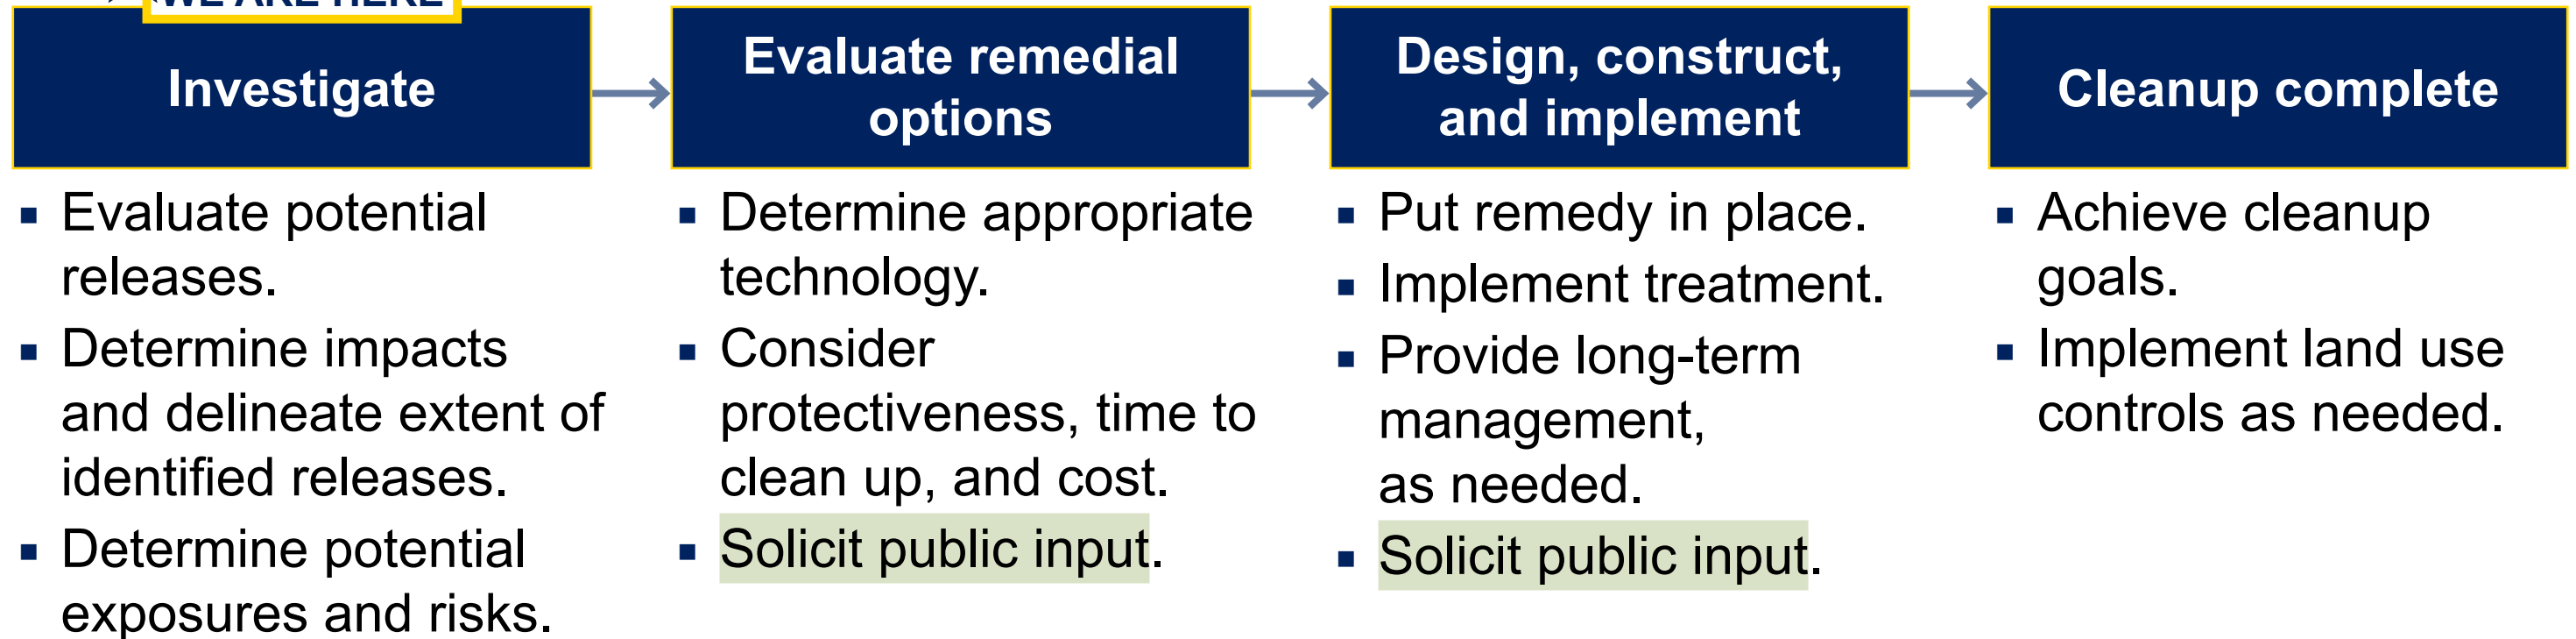 WE ARE HERE
Investigate
Evaluate potential
releases.
Determine impacts
and delineate extent of
identified releases.
Determine potential
exposures and risks.
Evaluate remedial
options
Determine appropriate
technology.
Consider
protectiveness, time to
clean up, and cost.
Solicit public input.
Design, construct,
and implement
Put remedy in place.
Implement treatment.
Provide long-term
management,
as needed.
Solicit public input.
Cleanup complete
Achieve cleanup
goals.
Implement land use
controls as needed.